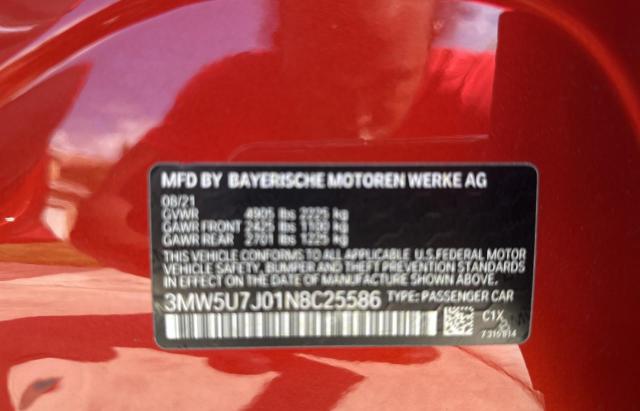 MFD BY BAYERISCHE MOTOREN WERKE AG
08/21
GVWR 4905 lbs 2225 kg
GAWR FRONT 2425 lbs 1100 kg
GAWR REAR 2701 lbs 1225 kg
THIS VEHICLE CONFORMS TO ALL APPLICABLE U.S.FEDERAL MOTOR
VEHICLE SAFETY, BUMPER AND THEFT PREVENTION
STANDARDS IN EFFECT ON THE DATE OF MANUFACTURE SHOWN ABOVE.
3MW5U7J01N8C25586 TYPE: PASSENGER CAR
C1X